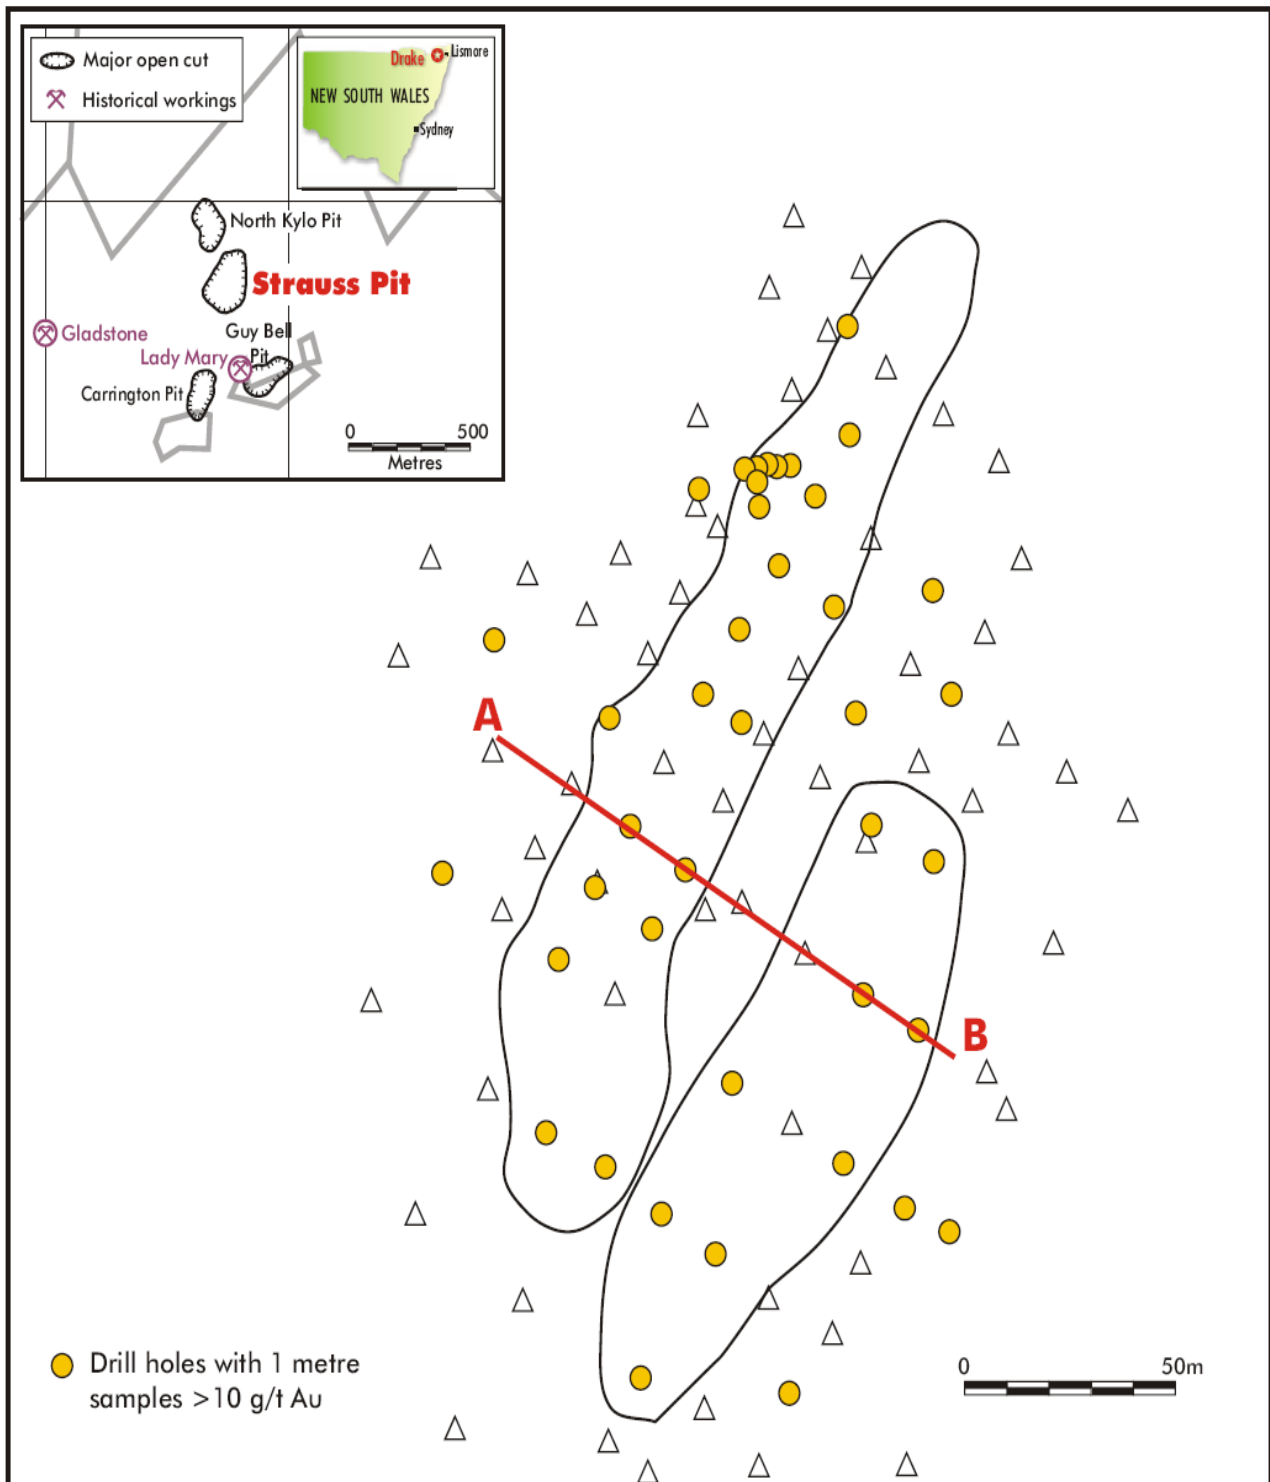 Major open cut
Historical workings
Drake
Lismore
NEW SOUTH WALES
Sydney
North Kylo Pit
Strauss Pit
Gladstone
Guy Bell
Pit
Lady Mary
Carrington Pit
0 500
Metres
A
B
Drill holes with 1 metre
samples >10 g/t Au
0 50m